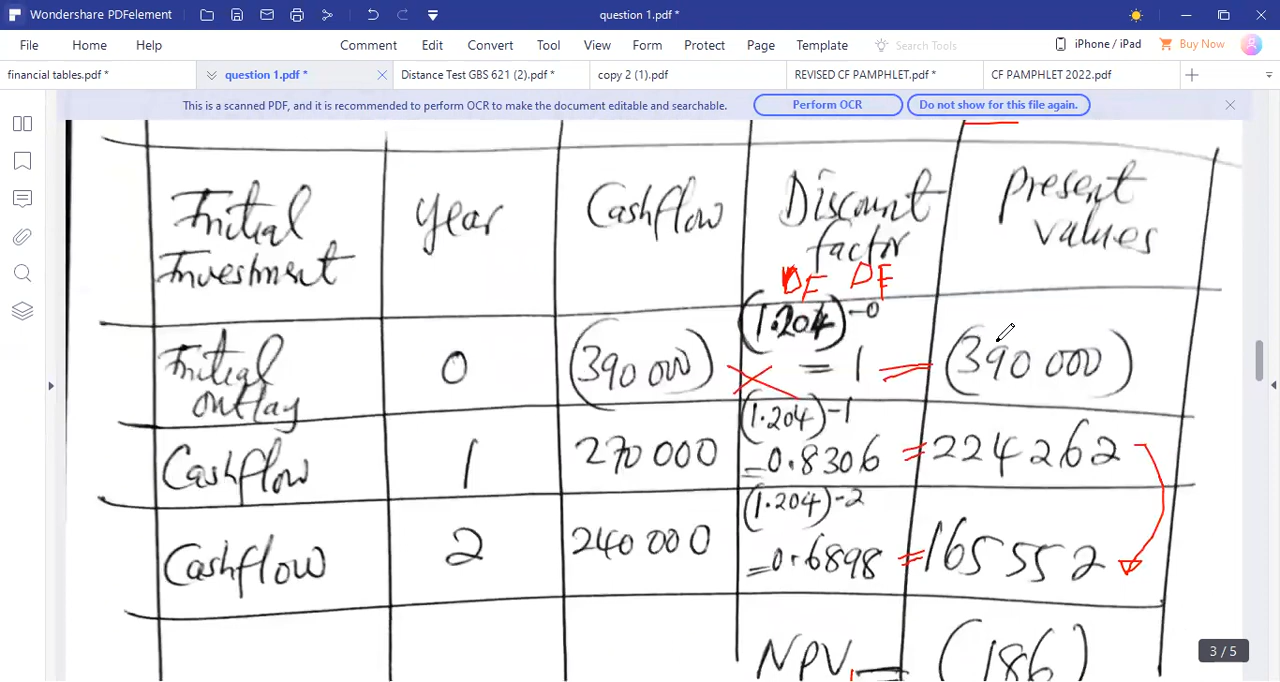 Wondershare PDFelement
question 1.pdf *
File Home Help Comment Edit Convert Tool View Form Protect Page Template Search Tools iPhone / iPad Buy Now
financial tables.pdf * question 1.pdf * Distance Test GBS 621 (2).pdf * copy 2 (1).pdf REVISED CF PAMPHLET.pdf * CF PAMPHLET 2022.pdf
This is a scanned PDF, and it is recommended to perform OCR to make the document editable and searchable. Perform OCR Do not show for this file again.
Initial Year Cashflow Discount present
Investment factor values
DF DF
(1.204)-0
Initial 0 (390 000) = 1 = (390 000)
outlay
(1.204)-1
Cashflow 1 270 000 =0.8306 = 224 262
(1.204)-2
Cashflow 2 240 000 =0.6898 = 165 552
NPV = (186)
3 / 5